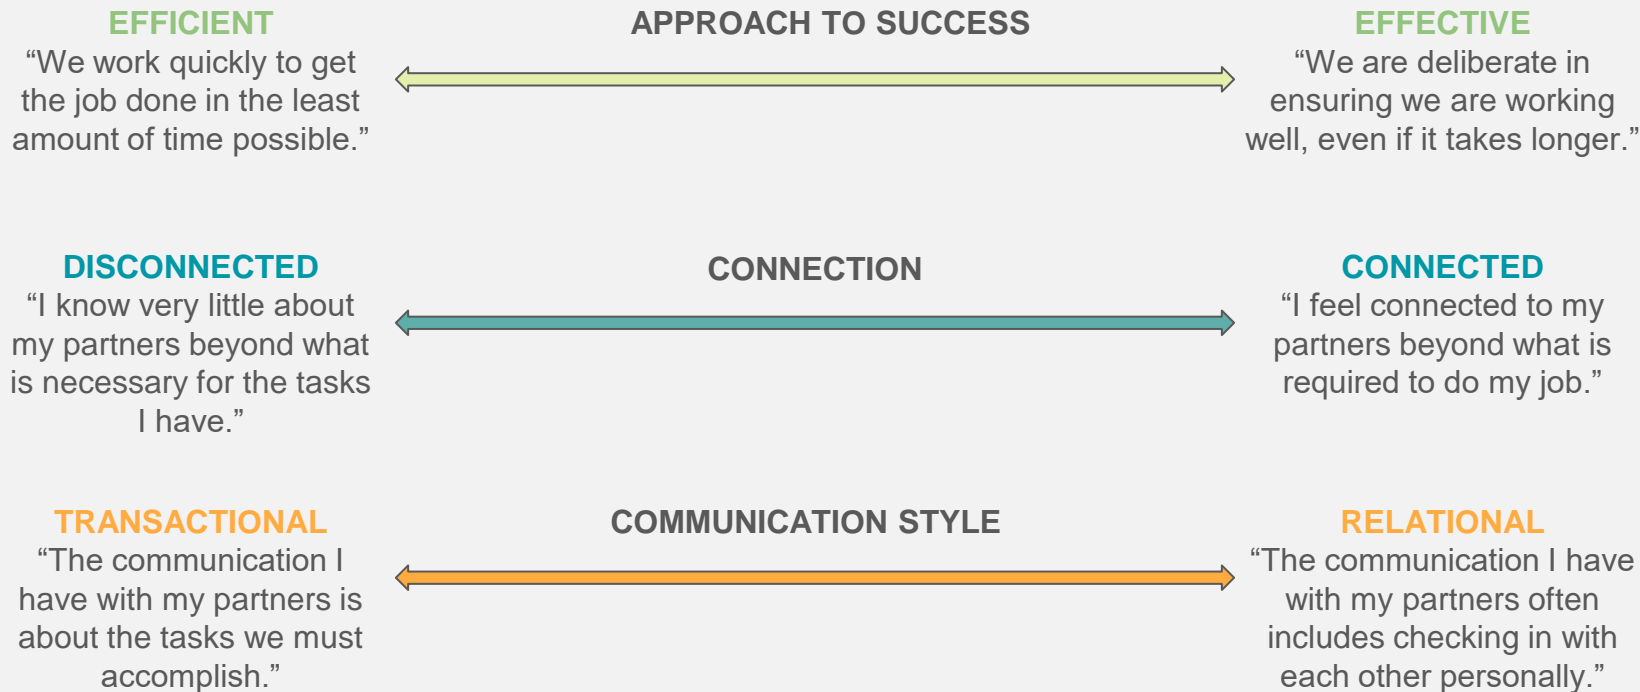 EFFICIENT
“We work quickly to get
the job done in the least
amount of time possible.”
APPROACH TO SUCCESS
EFFECTIVE
“We are deliberate in
ensuring we are working
well, even if it takes longer.”
DISCONNECTED
“I know very little about
my partners beyond what
is necessary for the tasks
I have.”
CONNECTION
CONNECTED
“I feel connected to my
partners beyond what is
required to do my job.”
TRANSACTIONAL
“The communication I
have with my partners is
about the tasks we must
accomplish.”
COMMUNICATION STYLE
RELATIONAL
“The communication I have
with my partners often
includes checking in with
each other personally.”